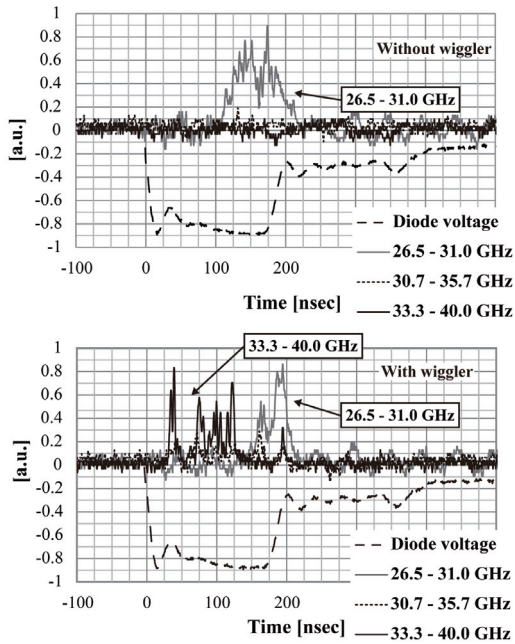 1
0.8
0.6
0.4
0.2
0
-0.2
-0.4
-0.6
-0.8
-1
[a.u.]
Without wiggler
26.5 - 31.0 GHz
Diode voltage
26.5 - 31.0 GHz
30.7 - 35.7 GHz
33.3 - 40.0 GHz
-100 0 100 200
Time [nsec]
33.3 - 40.0 GHz
1
0.8
0.6
0.4
0.2
0
-0.2
-0.4
-0.6
-0.8
-1
[a.u.]
With wiggler
26.5 - 31.0 GHz
Diode voltage
26.5 - 31.0 GHz
30.7 - 35.7 GHz
33.3 - 40.0 GHz
-100 0 100 200
Time [nsec]